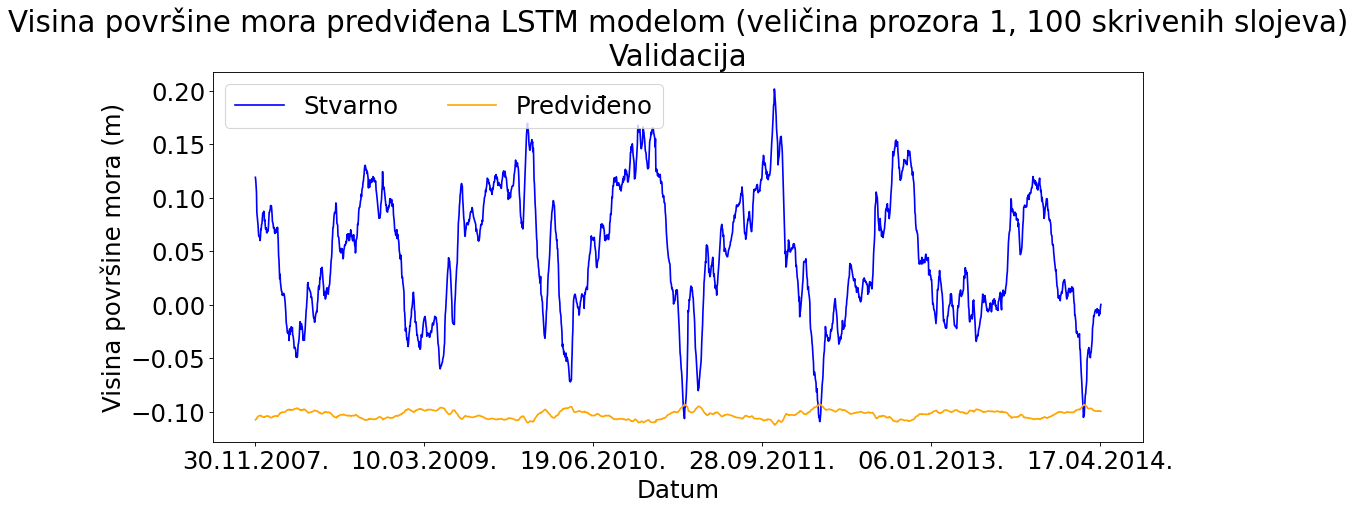 Visina površine mora predviđena LSTM modelom (veličina prozora 1, 100 skrivenih slojeva)
Validacija
Stvarno Predviđeno
Visina površine mora (m)
0.20
0.15
0.10
0.05
0.00
−0.05
−0.10
30.11.2007. 10.03.2009. 19.06.2010. 28.09.2011. 06.01.2013. 17.04.2014.
Datum